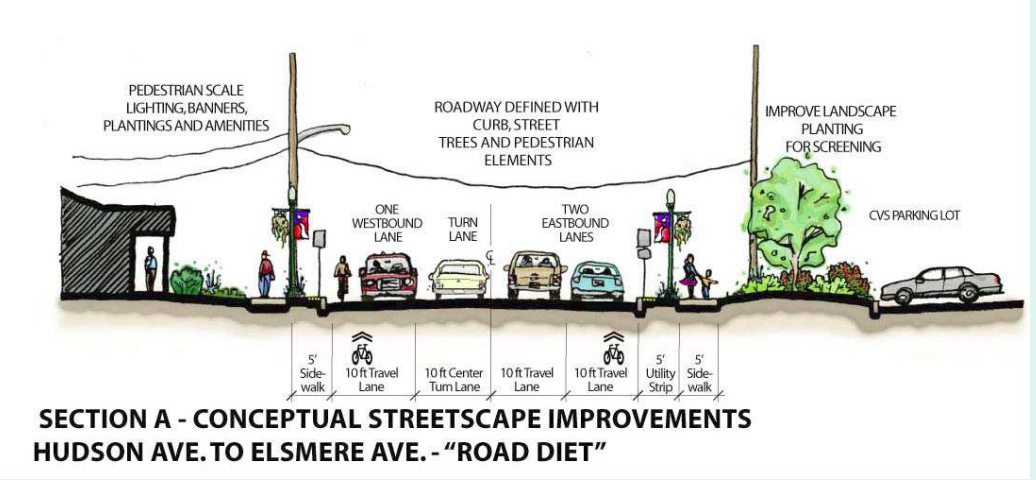 PEDESTRIAN SCALE
LIGHTING, BANNERS,
PLANTINGS AND AMENITIES
ROADWAY DEFINED WITH
CURB, STREET
TREES AND PEDESTRIAN
ELEMENTS
IMPROVE LANDSCAPE
PLANTING
FOR SCREENING
ONE
WESTBOUND
LANE
TURN
LANE
CL
TWO
EASTBOUND
LANES
CVS PARKING LOT
5'
Side-
walk
10 ft Travel
Lane
10 ft Center
Turn Lane
10 ft Travel
Lane
10 ft Travel
Lane
5'
Utility
Strip
5'
Side-
walk
SECTION A - CONCEPTUAL STREETSCAPE IMPROVEMENTS
HUDSON AVE. TO ELSMERE AVE. - “ROAD DIET”